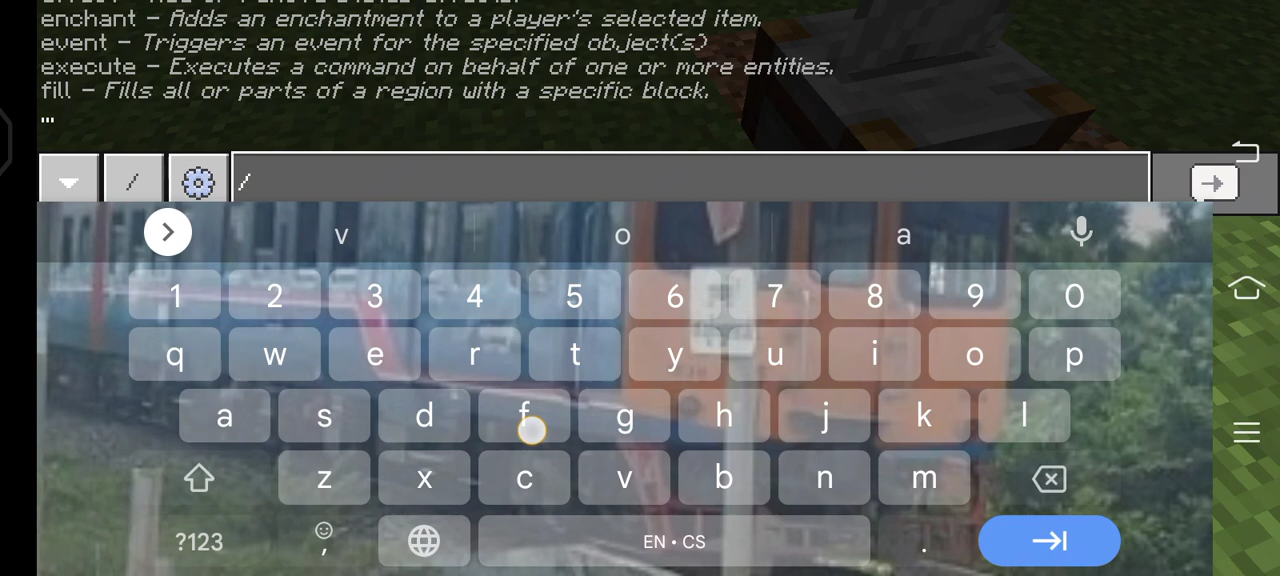 enchant – Adds an enchantment to a player's selected item.
event – Triggers an event for the specified object(s)
execute – Executes a command on behalf of one or more entities.
fill – Fills all or parts of a region with a specific block.
...
/ /
v o a
1 2 3 4 5 6 7 8 9 0
q w e r t y u i o p
a s d f g h j k l
z x c v b n m
?123 , EN • CS .